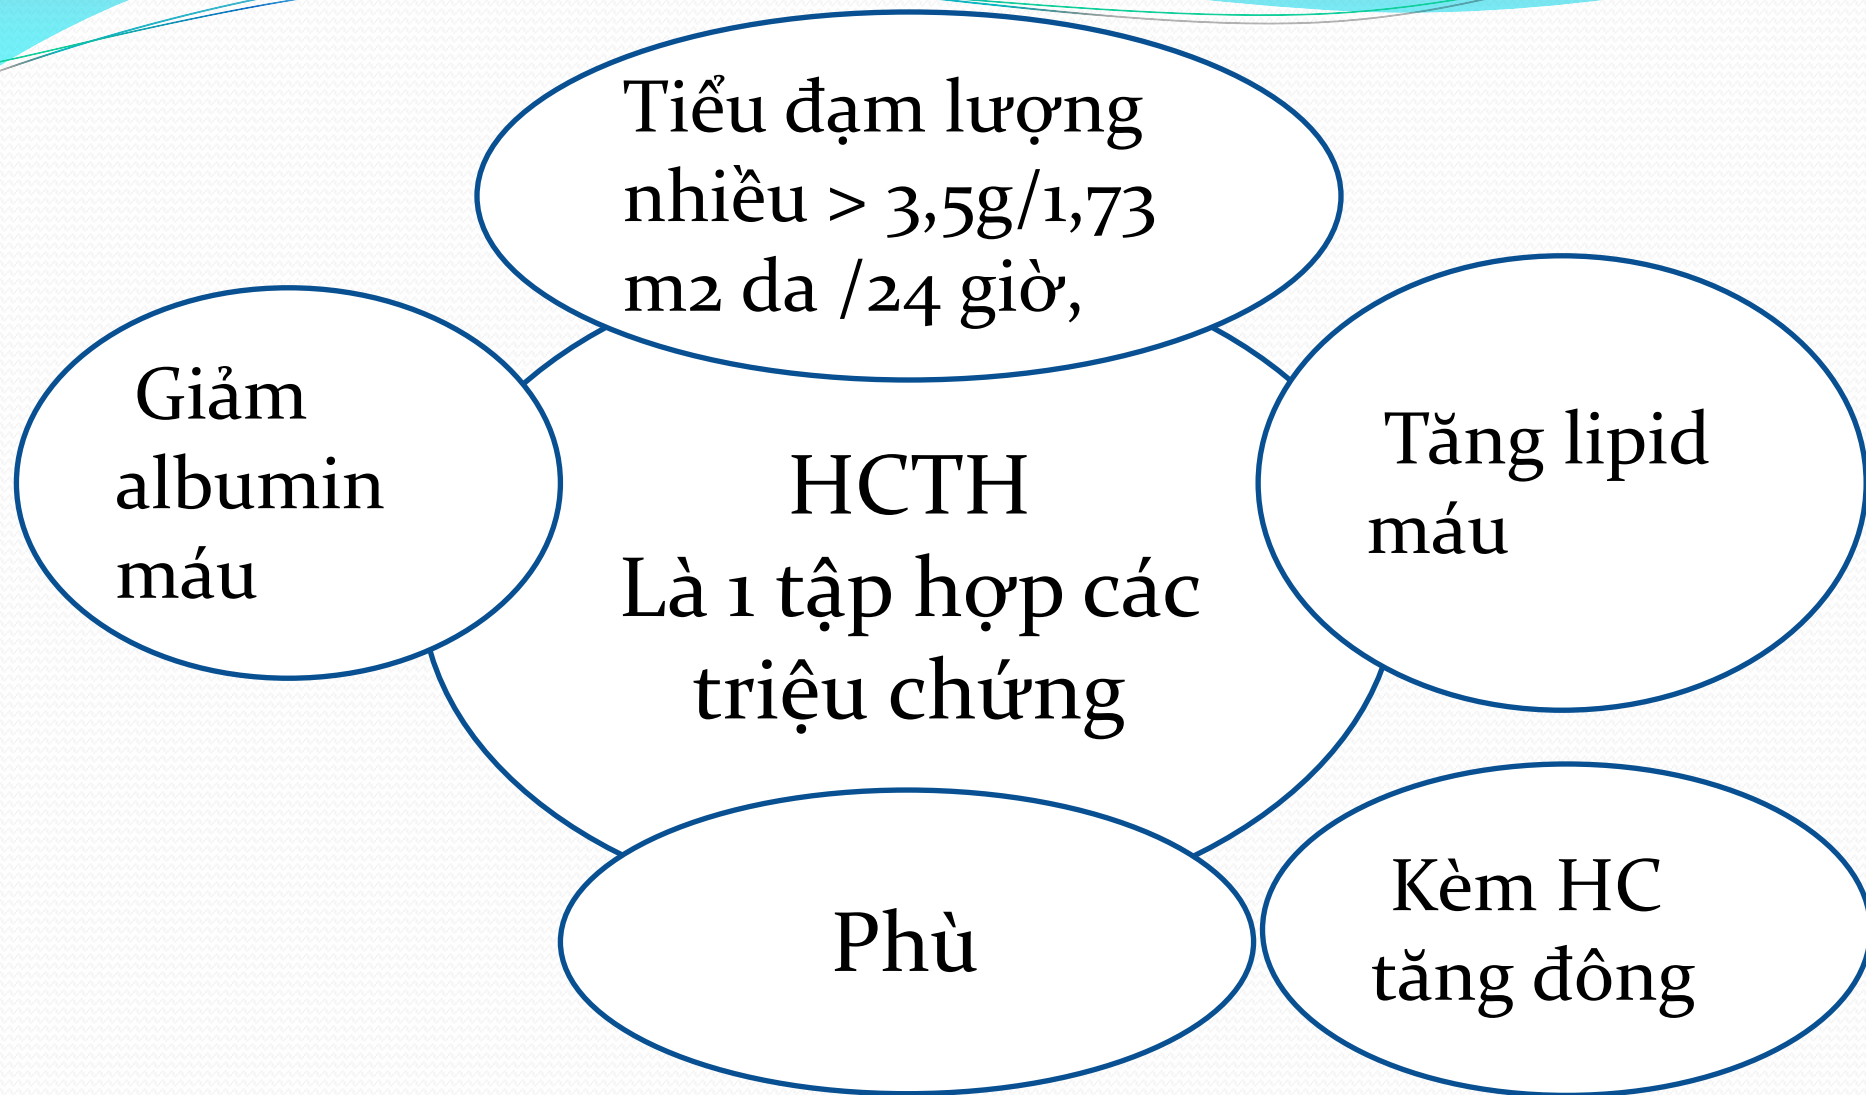 Tiểu đạm lượng
nhiều > 3,5g/1,73
m2 da /24 giờ,
Giảm
albumin
máu
HCTH
Là 1 tập hợp các
triệu chứng
Tăng lipid
máu
Phù
Kèm HC
tăng đông